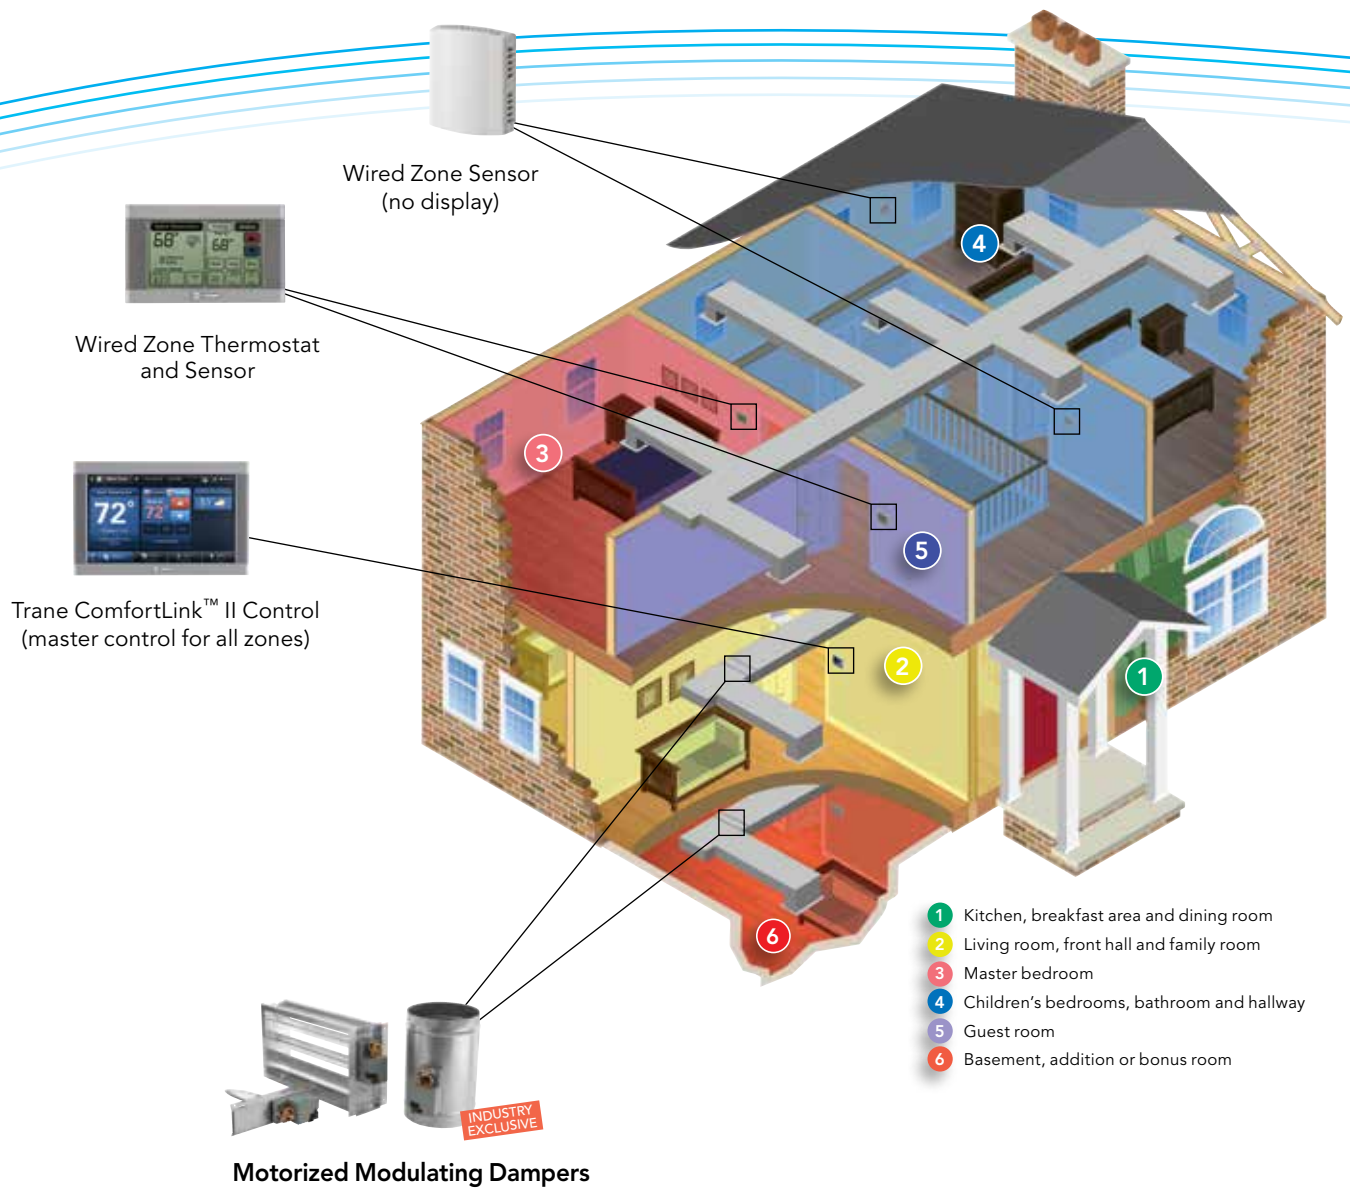 Wired Zone Sensor
(no display)
68°
68°
Wired Zone Thermostat
and Sensor
72°
72
Trane ComfortLink™ II Control
(master control for all zones)
4
3
5
2
1
6
1 Kitchen, breakfast area and dining room
2 Living room, front hall and family room
3 Master bedroom
4 Children's bedrooms, bathroom and hallway
5 Guest room
6 Basement, addition or bonus room
INDUSTRY
EXCLUSIVE
Motorized Modulating Dampers